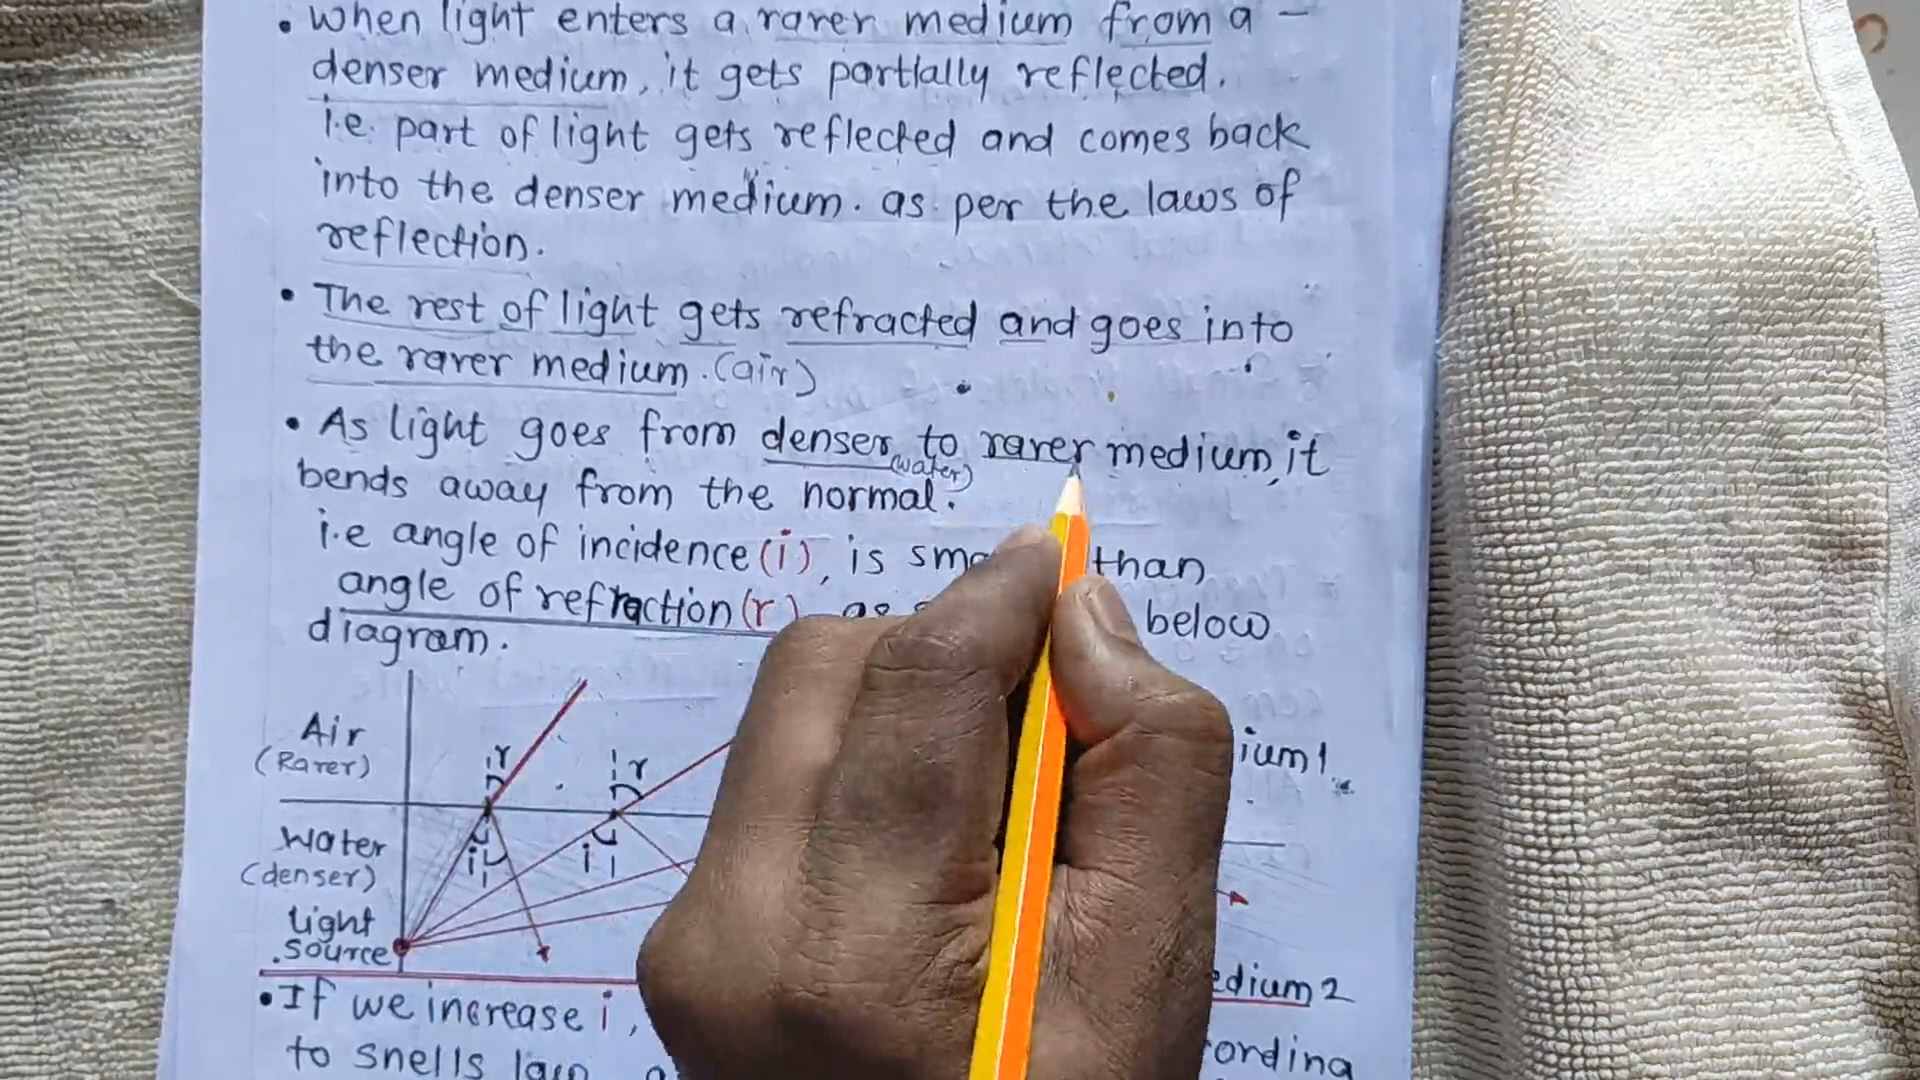 • When light enters a rarer medium from a –
denser medium, it gets partially reflected.
i.e. part of light gets reflected and comes back
into the denser medium. as per the laws of
reflection.
• The rest of light gets refracted and goes into
the rarer medium. (air)
• As light goes from denser to rarer medium, it
(water)
bends away from the normal.
i.e angle of incidence (i), is than
angle of refraction (r) below
diagram.
Air
(Rarer)
r
r
ium 1
Water
(denser)
i
i
light
source
edium 2
• If we increase i, ording
to snells law